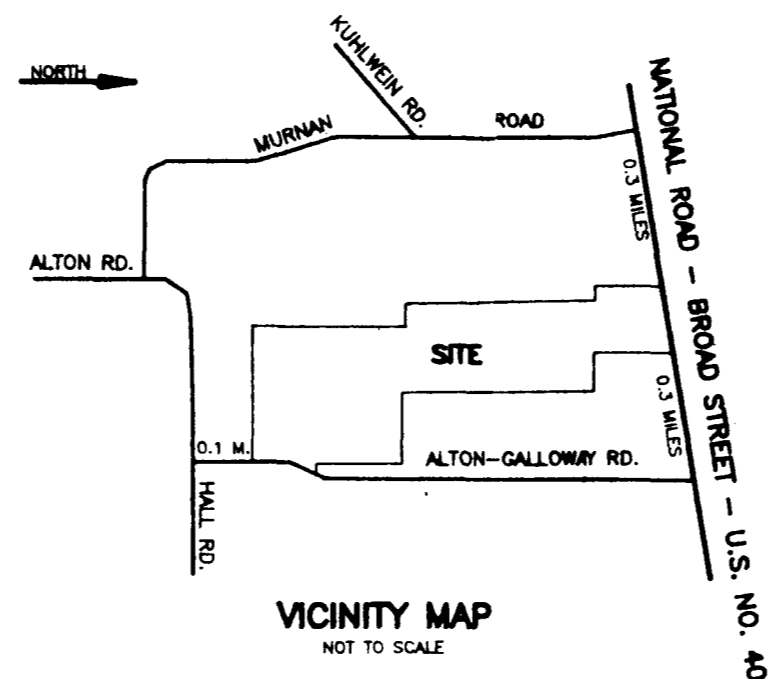 NORTH
KUHLWEIN RD.
MURNAN
ROAD
NATIONAL ROAD - BROAD STREET - U.S. NO. 40
0.3 MILES
ALTON RD.
SITE
0.3 MILES
0.1 M.
ALTON-GALLOWAY RD.
HALL RD.
VICINITY MAP
NOT TO SCALE